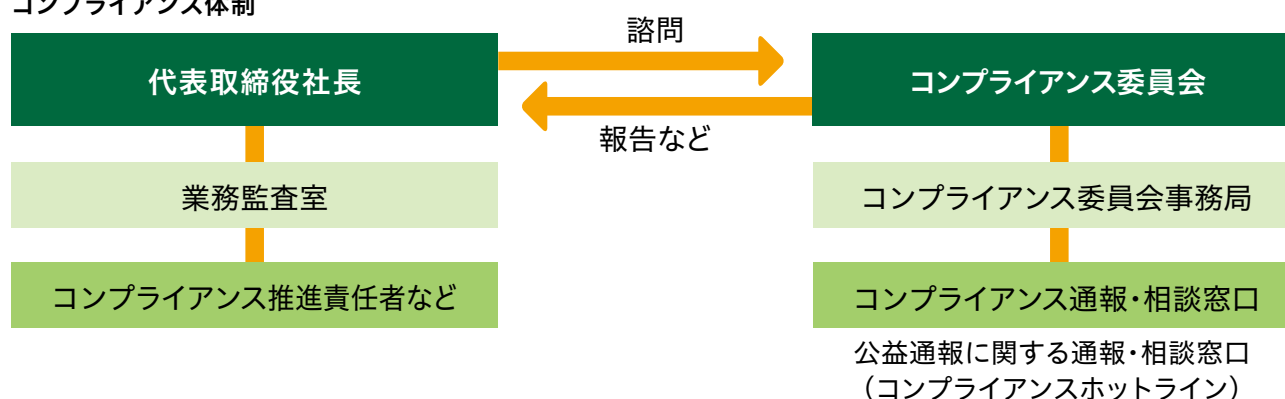 コンプライアンス体制
代表取締役社長
諮問
報告など
コンプライアンス委員会
業務監査室
コンプライアンス委員会事務局
コンプライアンス推進責任者など
コンプライアンス通報・相談窓口
公益通報に関する通報・相談窓口
（コンプライアンスホットライン）